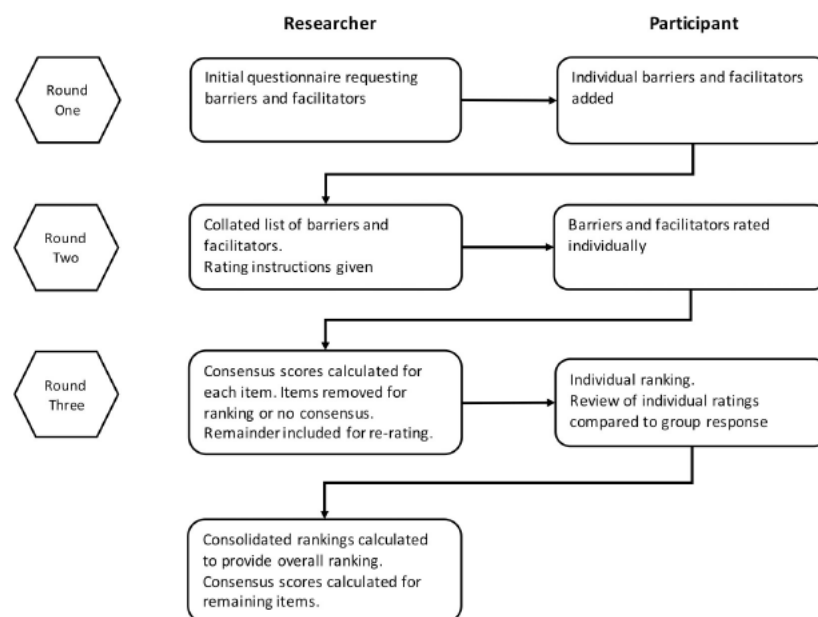 Researcher
Participant
Round
One
Initial questionnaire requesting
barriers and facilitators
Individual barriers and facilitators
added
Round
Two
Collated list of barriers and
facilitators.
Rating instructions given
Barriers and facilitators rated
individually
Round
Three
Consensus scores calculated for
each item. Items removed for
ranking or no consensus.
Remainder included for re-rating.
Individual ranking.
Review of individual ratings
compared to group response
Consolidated rankings calculated
to provide overall ranking.
Consensus scores calculated for
remaining items.